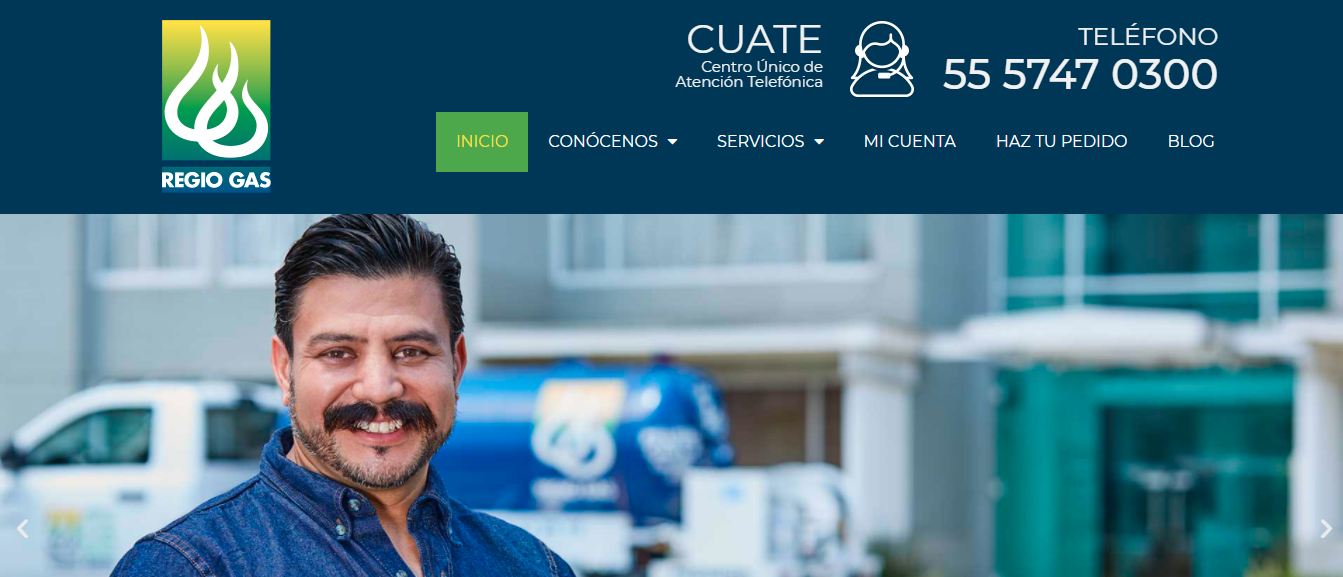 REGIO GAS
CUATE
Centro Único de
Atención Telefónica
TELÉFONO
55 5747 0300
INICIO
CONÓCENOS
SERVICIOS
MI CUENTA
HAZ TU PEDIDO
BLOG